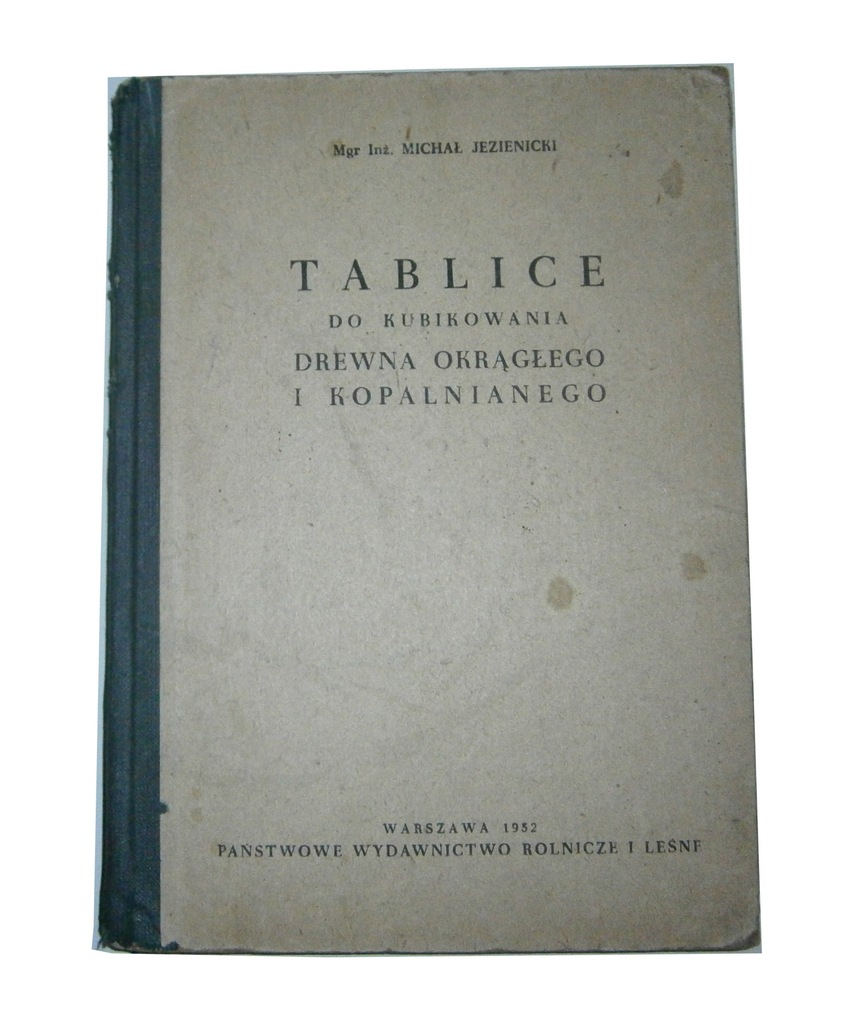 Mgr Inż. MICHAŁ JEZIENICKI
TABLICE
DO KUBIKOWANIA
DREWNA OKRĄGŁEGO
I KOPALNIANEGO
WARSZAWA 1952
PAŃSTWOWE WYDAWNICTWO ROLNICZE I LEŚNE